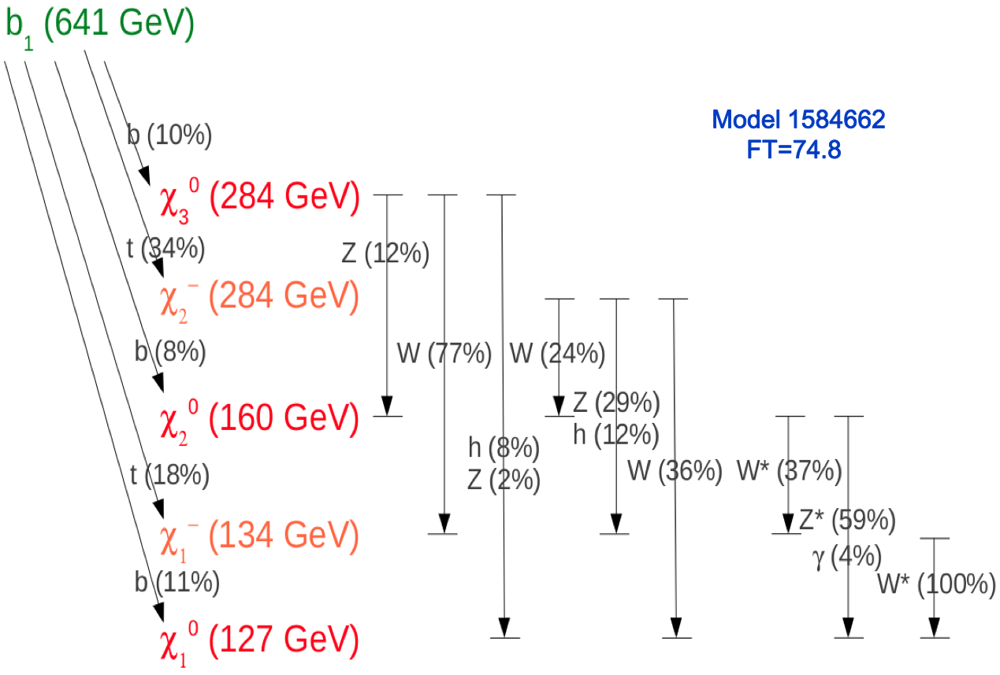 b₁ (641 GeV)
Model 1584662
FT=74.8
b (10%)
χ₃⁰ (284 GeV)
t (34%)
Z (12%)
χ₂⁻ (284 GeV)
b (8%)
W (77%)
W (24%)
Z (29%)
h (12%)
χ₂⁰ (160 GeV)
h (8%)
Z (2%)
W (36%)
W* (37%)
t (18%)
Z* (59%)
γ (4%)
χ₁⁻ (134 GeV)
b (11%)
W* (100%)
χ₁⁰ (127 GeV)